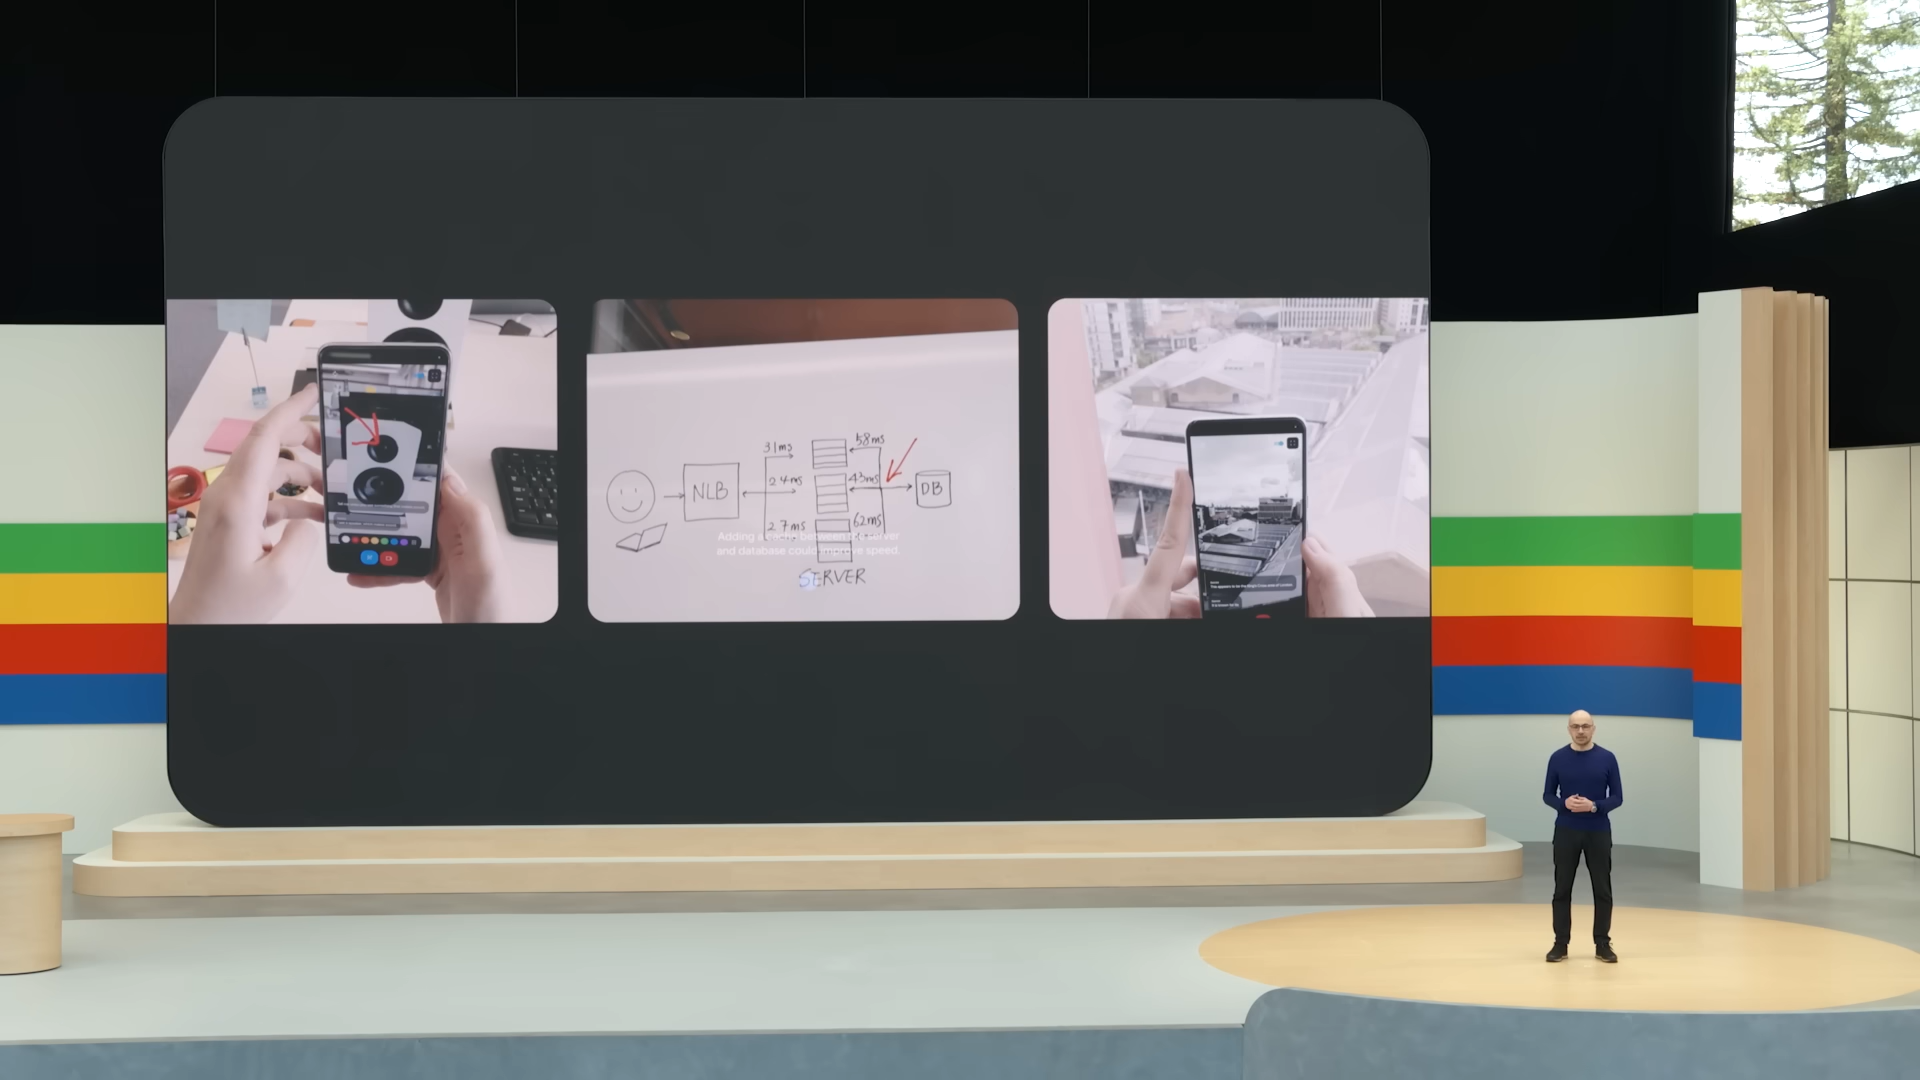 31ms
58ms
NLB
24ms
43ms
DB
27ms
62ms
Adding a cache between the server
and database could improve speed.
SERVER